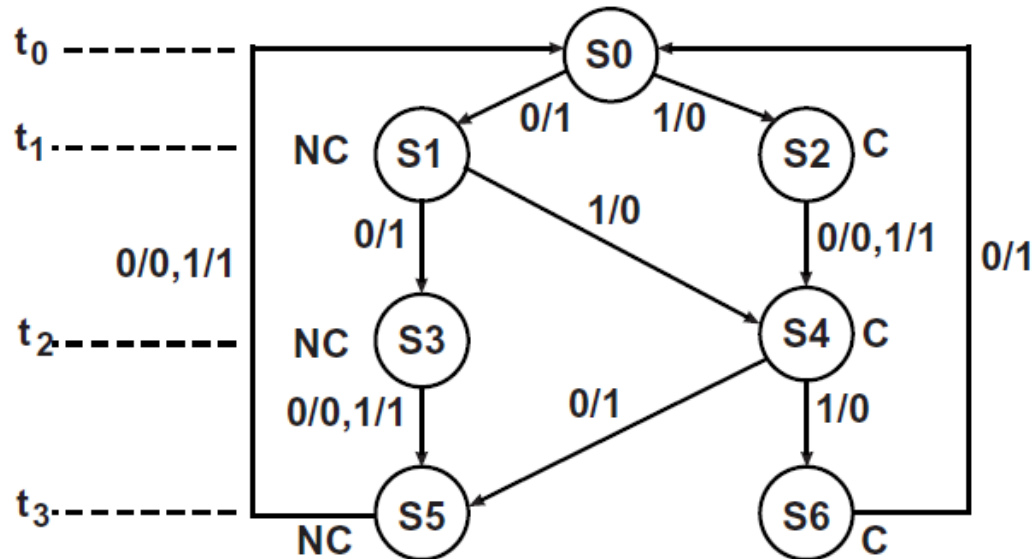 t0
S0
0/1 1/0
t1 NC S1 S2 C
1/0
0/1 0/0,1/1
0/0,1/1 0/1
t2 NC S3 S4 C
0/0,1/1 0/1 1/0
t3 S5 S6
NC C